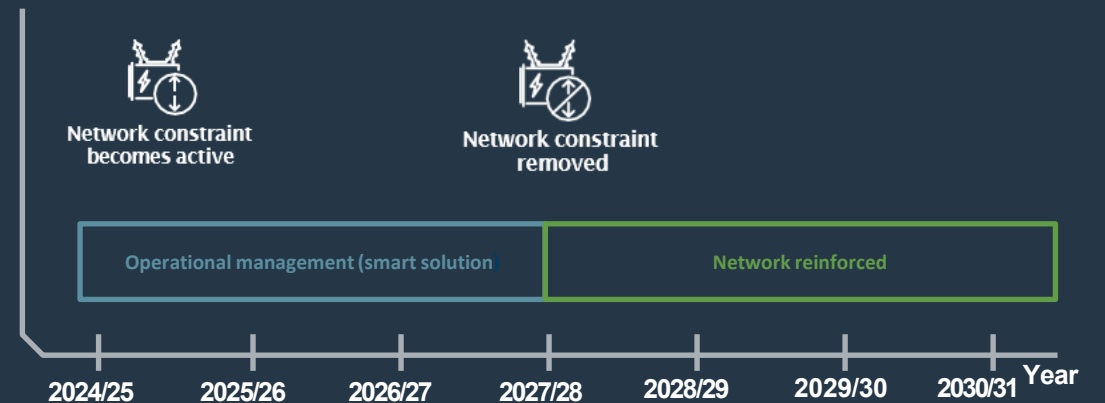 Network constraint
becomes active
Network constraint
removed
Operational management (smart solution)
Network reinforced
2024/25
2025/26
2026/27
2027/28
2028/29
2029/30
2030/31
Year